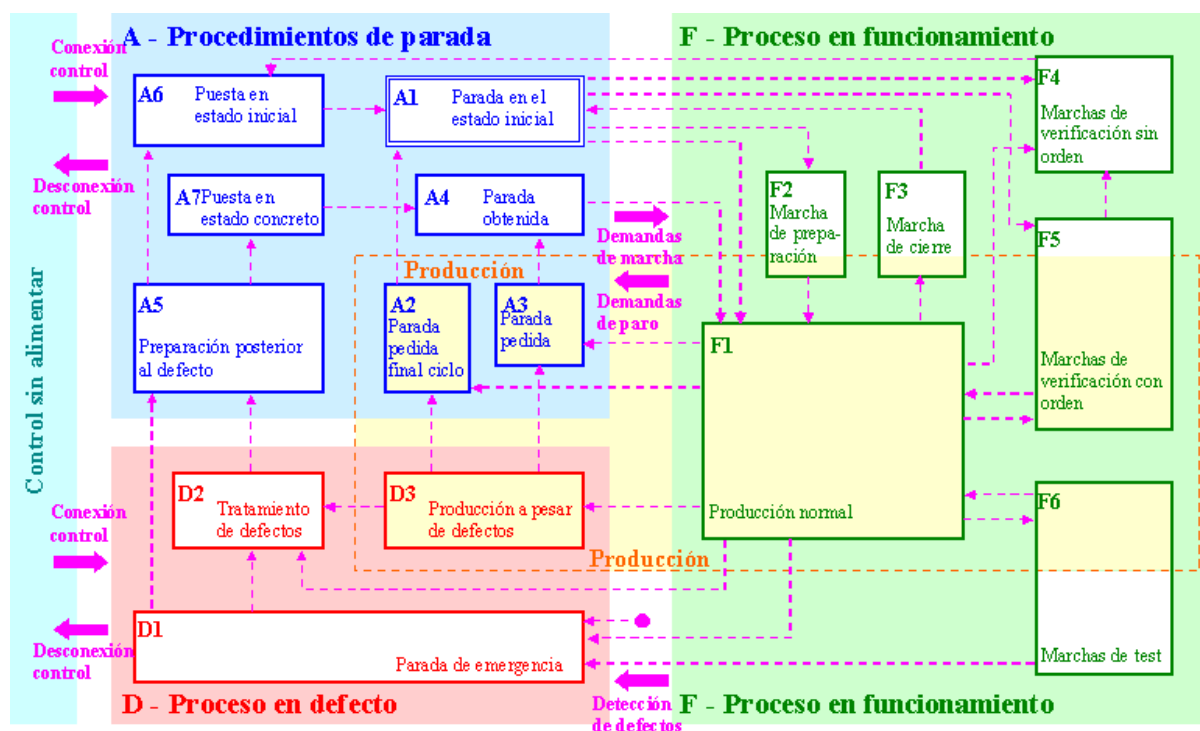 A - Procedimientos de parada
F - Proceso en funcionamiento
Conexión
control
A6
Puesta en
estado inicial
A1
Parada en el
estado inicial
F4
Marchas de
verificación sin
orden
Desconexión
control
A7
Puesta en
estado concreto
A4
Parada
obtenida
Demandas
de marcha
F2
Marcha
de prepa-
ración
F3
Marcha
de cierre
F5
Marchas de
verificación con
orden
Control sin alimentar
Producción
Demandas
de paro
A5
Preparación posterior
al defecto
A2
Parada
pedida
final ciclo
A3
Parada
pedida
F1
Producción normal
Conexión
control
D2
Tratamiento
de defectos
D3
Producción a pesar
de defectos
F6
Marchas de test
Producción
D1
Parada de emergencia
Desconexión
control
D - Proceso en defecto
Detección
de defectos
F - Proceso en funcionamiento